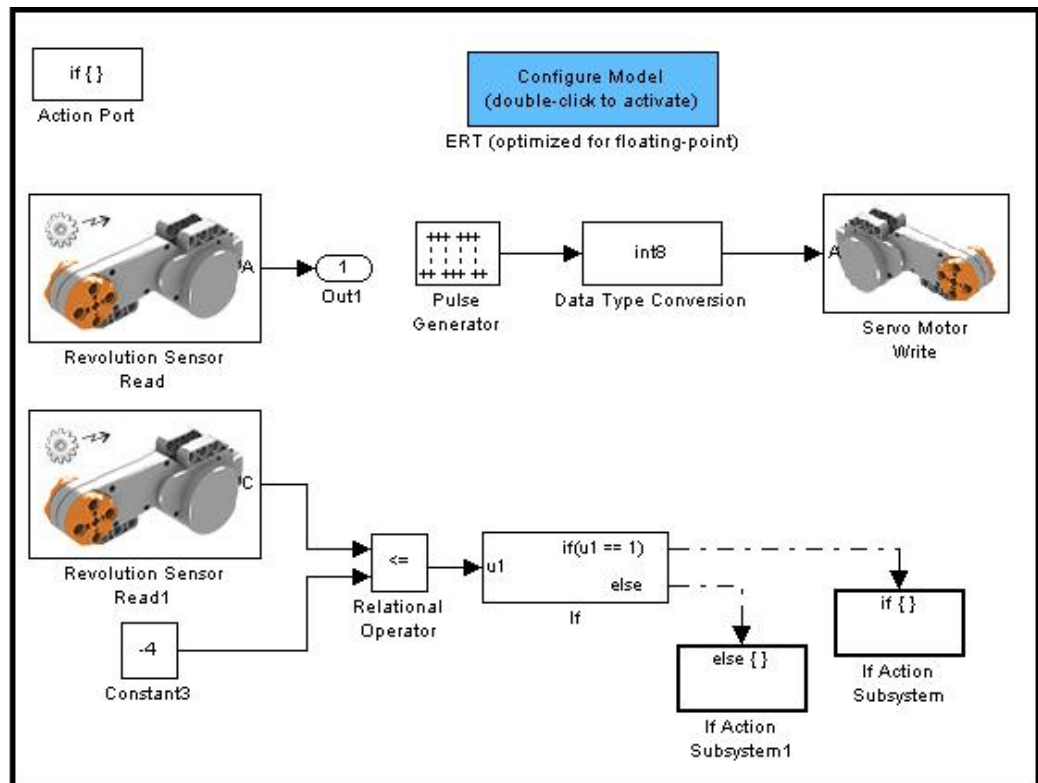 if { }
Action Port
Configure Model
(double-click to activate)
ERT (optimized for floating-point)
A
Revolution Sensor
Read
1
Out1
Pulse
Generator
int8
Data Type Conversion
A
Servo Motor
Write
C
Revolution Sensor
Read1
-4
Constant3
<=
Relational
Operator
u1
if(u1 == 1)
else
If
if { }
If Action
Subsystem
else { }
If Action
Subsystem1